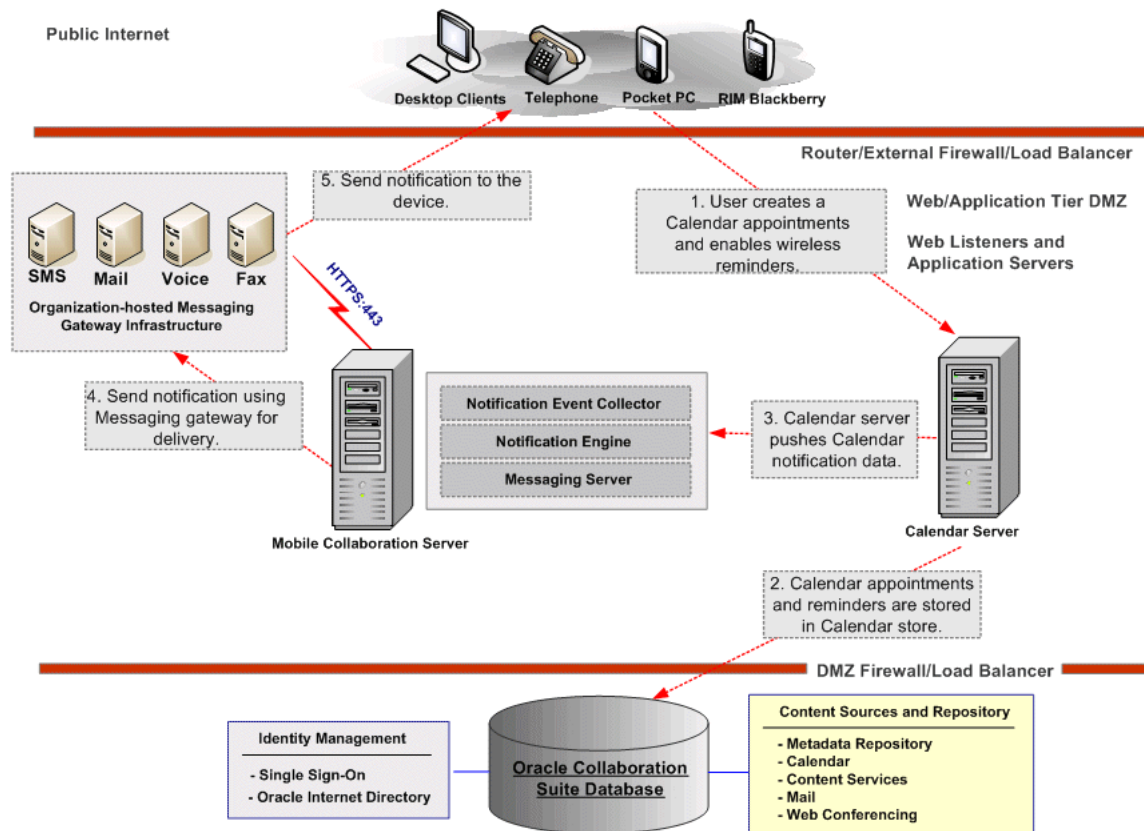 Public Internet
Desktop Clients
Telephone
Pocket PC
RIM Blackberry
Router/External Firewall/Load Balancer
5. Send notification to the
device.
1. User creates a
Calendar appointments
and enables wireless
reminders.
Web/Application Tier DMZ
Web Listeners and
Application Servers
SMS
Mail
Voice
Fax
Organization-hosted Messaging
Gateway Infrastructure
HTTPS:443
4. Send notification using
Messaging gateway for
delivery.
Notification Event Collector
Notification Engine
Messaging Server
3. Calendar server
pushes Calendar
notification data.
Mobile Collaboration Server
Calendar Server
2. Calendar appointments
and reminders are stored
in Calendar store.
DMZ Firewall/Load Balancer
Identity Management
- Single Sign-On
- Oracle Internet Directory
Oracle Collaboration
Suite Database
Content Sources and Repository
- Metadata Repository
- Calendar
- Content Services
- Mail
- Web Conferencing